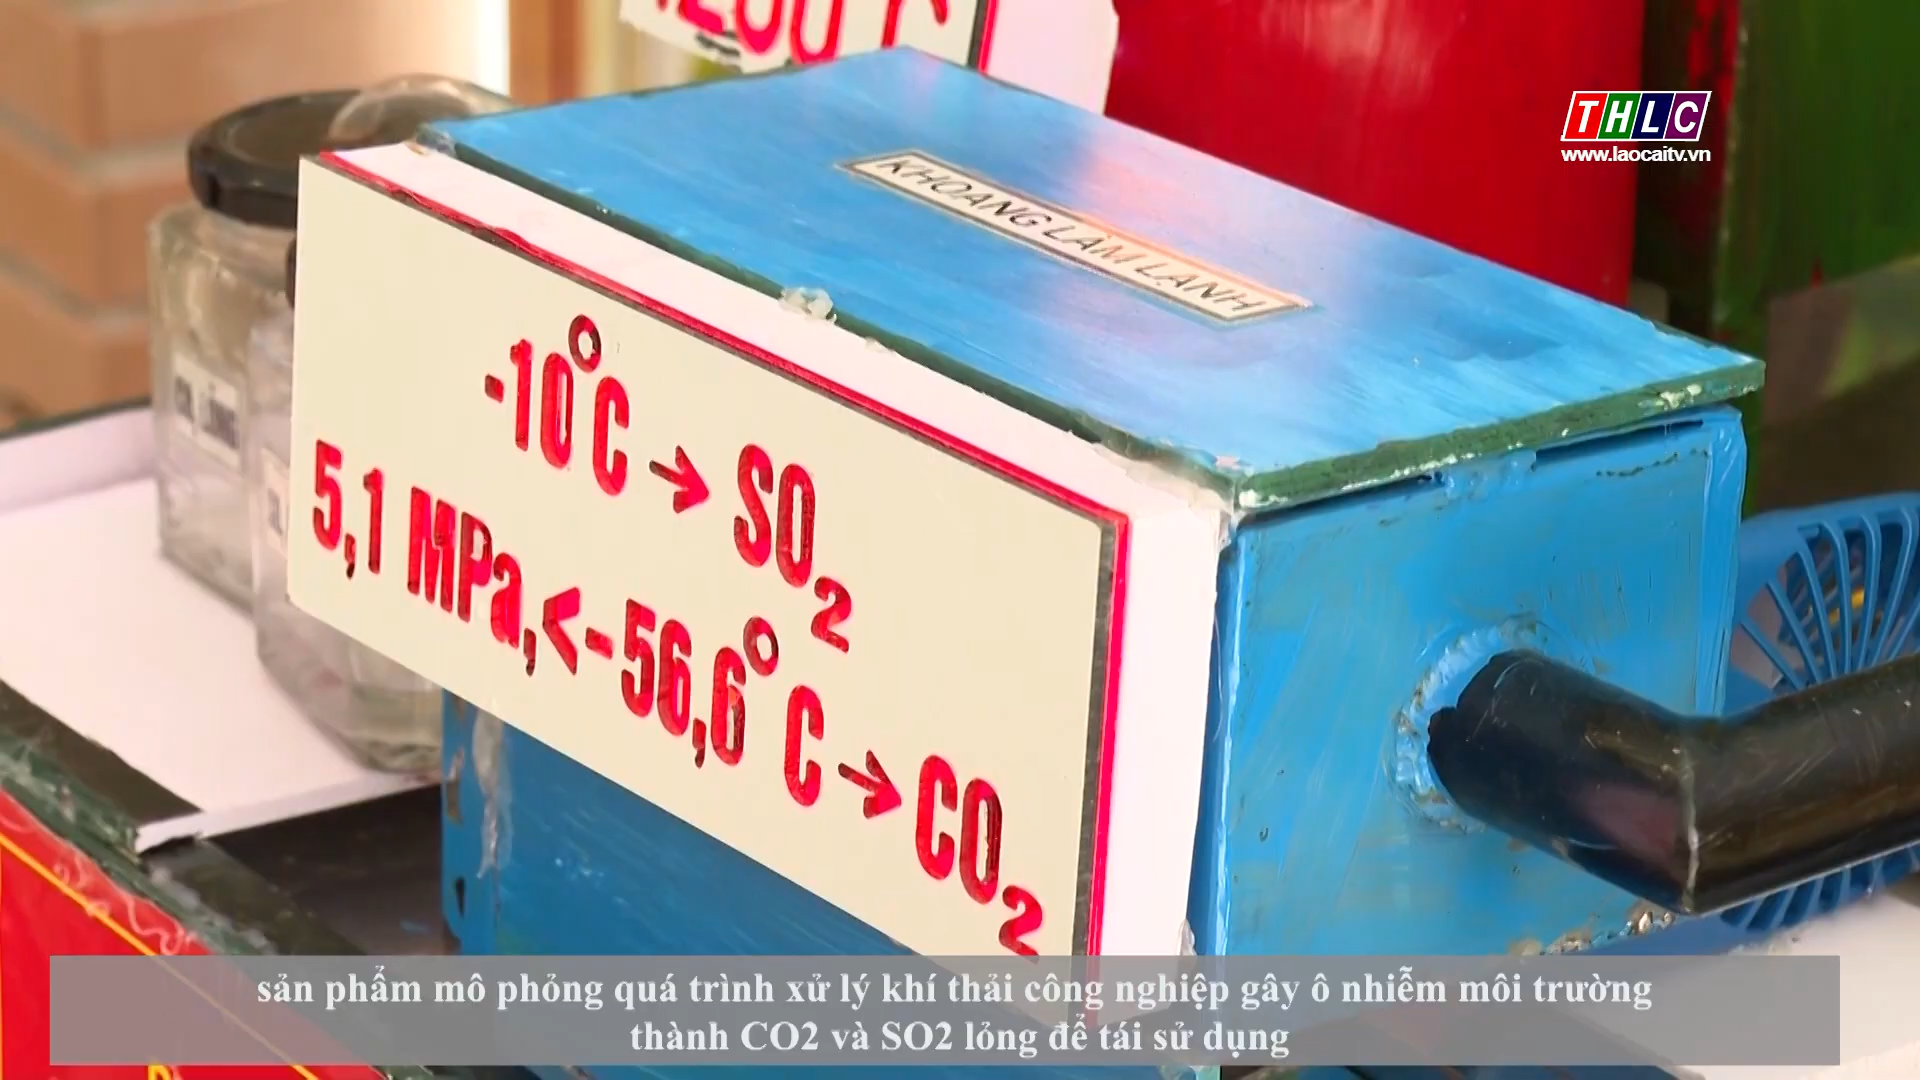 1200°C
THLC
www.laocaitv.vn
KHOANG LÀM LẠNH
-10°C → SO₂
5,1 MPa,<-56,6°C → CO₂
LỎNG
sản phẩm mô phỏng quá trình xử lý khí thải công nghiệp gây ô nhiễm môi trường
thành CO2 và SO2 lỏng để tái sử dụng